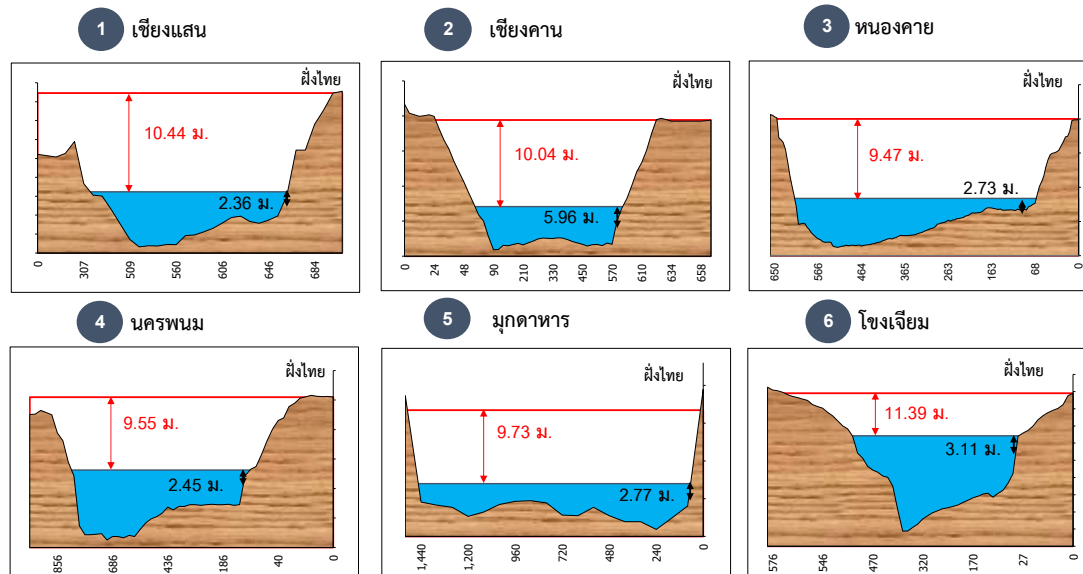 1 เชียงแสน
ฝั่งไทย
10.44 ม.
2.36 ม.
0 307 509 560 606 646 684
2 เชียงคาน
ฝั่งไทย
10.04 ม.
5.96 ม.
0 24 48 90 210 330 450 570 610 634 658
3 หนองคาย
ฝั่งไทย
9.47 ม.
2.73 ม.
650 566 464 365 263 163 68 0
4 นครพนม
ฝั่งไทย
9.55 ม.
2.45 ม.
856 686 436 186 40 0
5 มุกดาหาร
ฝั่งไทย
9.73 ม.
2.77 ม.
1,440 1,200 960 720 480 240 0
6 โขงเจียม
ฝั่งไทย
11.39 ม.
3.11 ม.
576 546 470 320 170 27 0